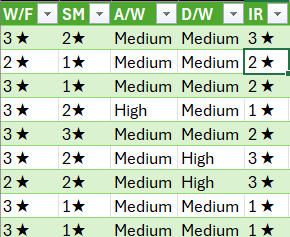 W/F SM A/W D/W IR
3 ★ 2★ Medium Medium 3 ★
2 ★ 1★ Medium Medium 2 ★
3 ★ 1★ Medium Medium 2 ★
3 ★ 2★ High Medium 1 ★
3 ★ 3★ Medium Medium 2 ★
3 ★ 2★ Medium High 3 ★
2 ★ 2★ Medium High 3 ★
3 ★ 1★ Medium Medium 1 ★
3 ★ 1★ Medium Medium 1 ★